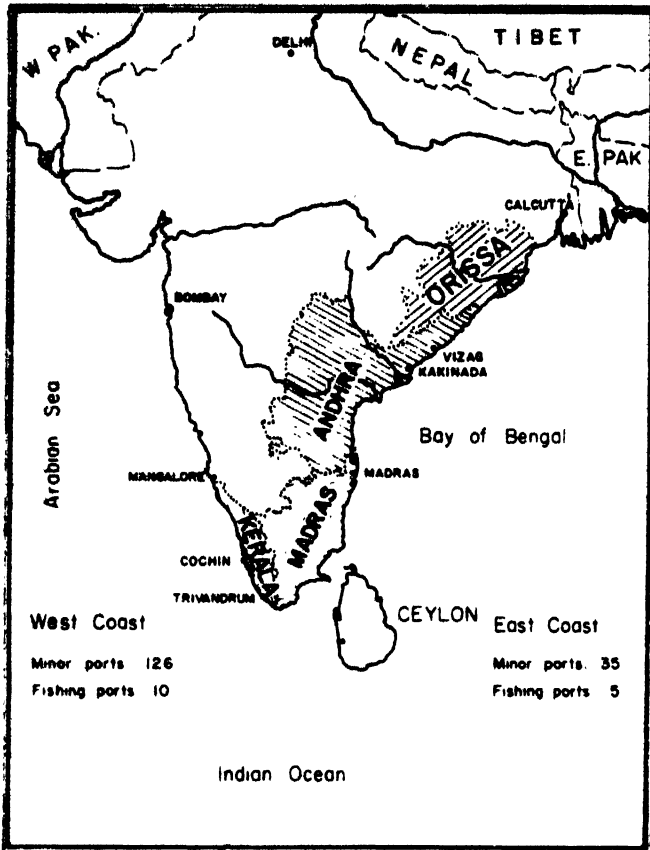 W PAK.
DELHI
NEPAL
TIBET
E. PAK
CALCUTTA
ORISSA
BOMBAY
VIZAG
KAKINADA
ANDHRA
Arabian Sea
Bay of Bengal
MANGALORE
MADRAS
MADRAS
KERALA
COCHIN
TRIVANDRUM
CEYLON
West Coast
Minor ports 126
Fishing ports 10
East Coast
Minor ports. 35
Fishing ports 5
Indian Ocean